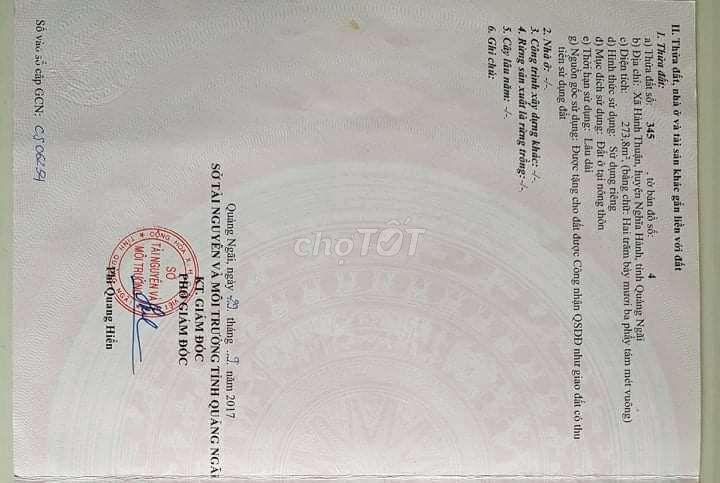 II. Thửa đất, nhà ở và tài sản khác gắn liền với đất
1. Thửa đất:
a) Thửa đất số: 345 , tờ bản đồ số: 4
b) Địa chỉ: Xã Hành Thuận, huyện Nghĩa Hành, tỉnh Quảng Ngãi
c) Diện tích: 273,8m², (bằng chữ: Hai trăm bảy mươi ba phẩy tám mét vuông)
d) Hình thức sử dụng: Sử dụng riêng
đ) Mục đích sử dụng: Đất ở tại nông thôn
e) Thời hạn sử dụng: Lâu dài
g) Nguồn gốc sử dụng: Được tặng cho đất được Công nhận QSDĐ như giao đất có thu
tiền sử dụng đất
2. Nhà ở: -/-.
3. Công trình xây dựng khác: -/-.
4. Rừng sản xuất là rừng trồng: -/-.
5. Cây lâu năm: -/-.
6. Ghi chú:
chợTỐT
Quảng Ngãi, ngày tháng 9 năm 2017
SỞ TÀI NGUYÊN VÀ MÔI TRƯỜNG TỈNH QUẢNG NGÃI
KT. GIÁM ĐỐC
PHÓ GIÁM ĐỐC
SỞ
TÀI NGUYÊN VÀ
MÔI TRƯỜNG
Phi Quang Hiển
Số vào sổ cấp GCN: CS 06254